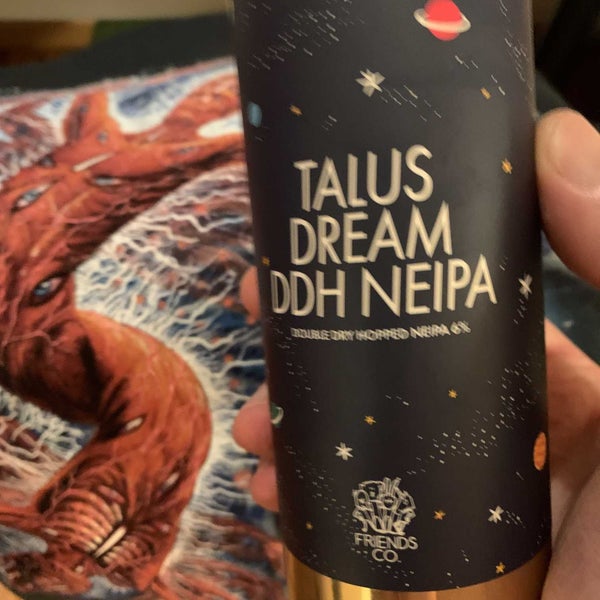 TALUS
DREAM
DDH NEIPA
DOUBLE DRY HOPPED NEIPA 6%
FRIENDS
CO.